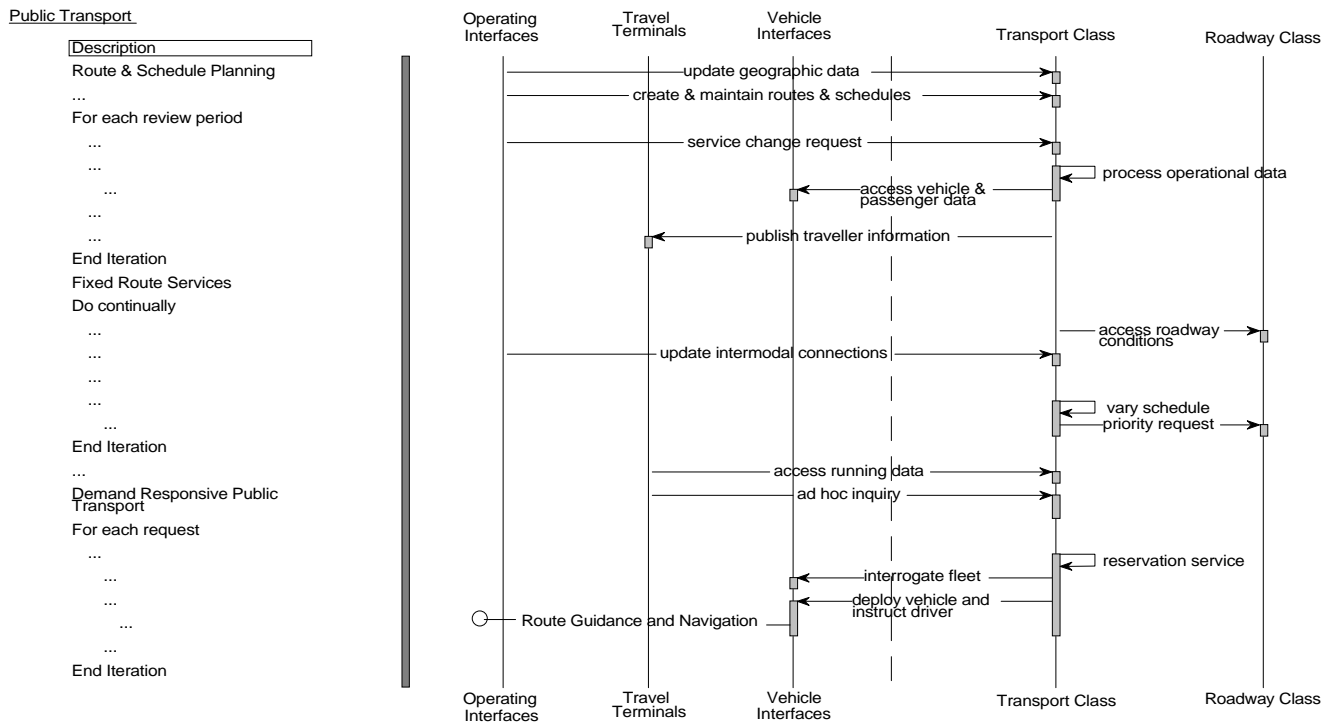 Public Transport
Operating
Interfaces
Travel
Terminals
Vehicle
Interfaces
Transport Class
Roadway Class
Description
Route & Schedule Planning
update geographic data
...
create & maintain routes & schedules
For each review period
...
service change request
...
process operational data
...
access vehicle &
passenger data
...
...
publish traveller information
End Iteration
Fixed Route Services
Do continually
...
access roadway
conditions
...
update intermodal connections
...
...
vary schedule
...
priority request
End Iteration
...
access running data
Demand Responsive Public
Transport
ad hoc inquiry
For each request
...
reservation service
...
interrogate fleet
...
deploy vehicle and
instruct driver
...
Route Guidance and Navigation
...
End Iteration
Operating
Interfaces
Travel
Terminals
Vehicle
Interfaces
Transport Class
Roadway Class